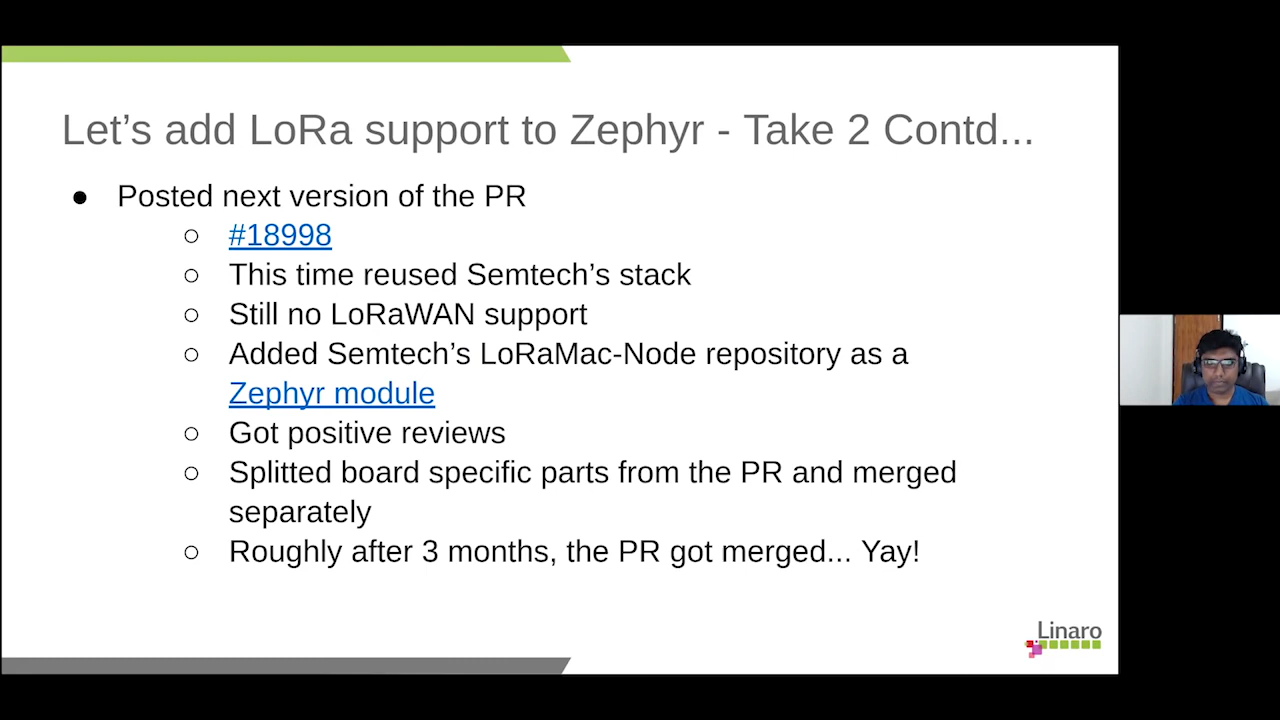 Let's add LoRa support to Zephyr - Take 2 Contd...
● Posted next version of the PR
○ #18998
○ This time reused Semtech's stack
○ Still no LoRaWAN support
○ Added Semtech's LoRaMac-Node repository as a
Zephyr module
○ Got positive reviews
○ Splitted board specific parts from the PR and merged
separately
○ Roughly after 3 months, the PR got merged... Yay!
Linaro